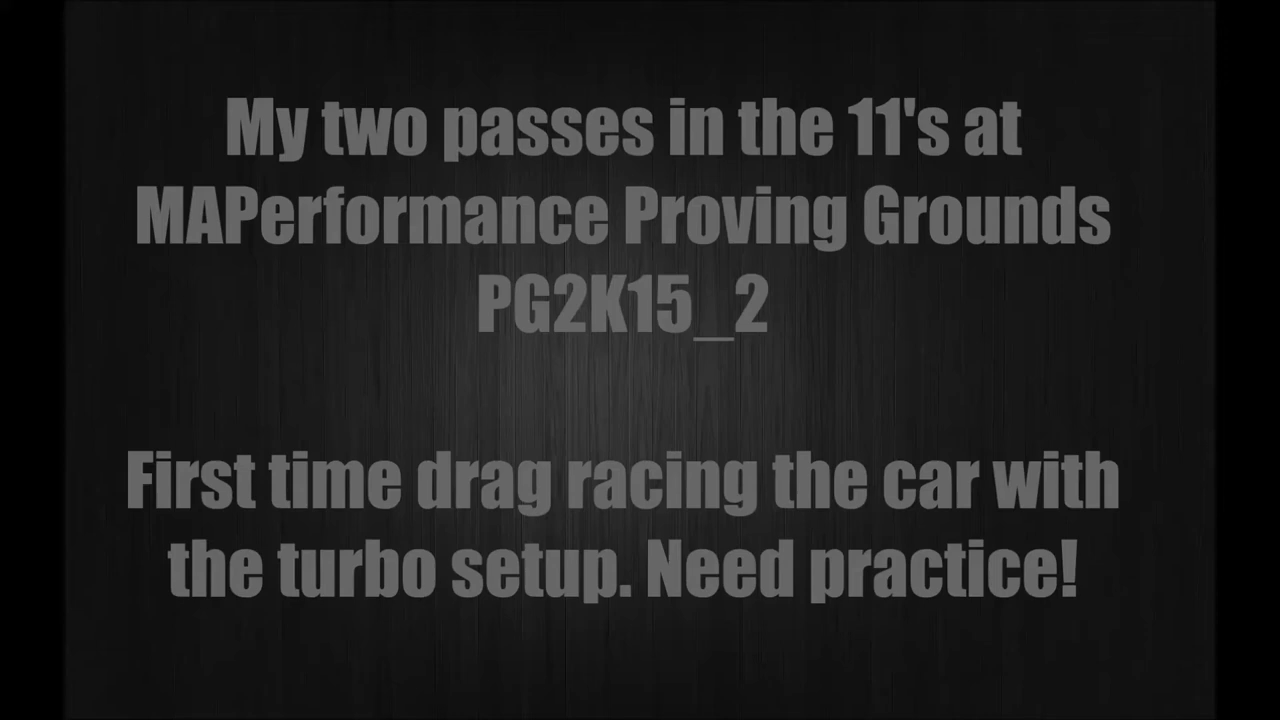 My two passes in the 11's at
MAPerformance Proving Grounds
PG2K15_2
First time drag racing the car with
the turbo setup. Need practice!